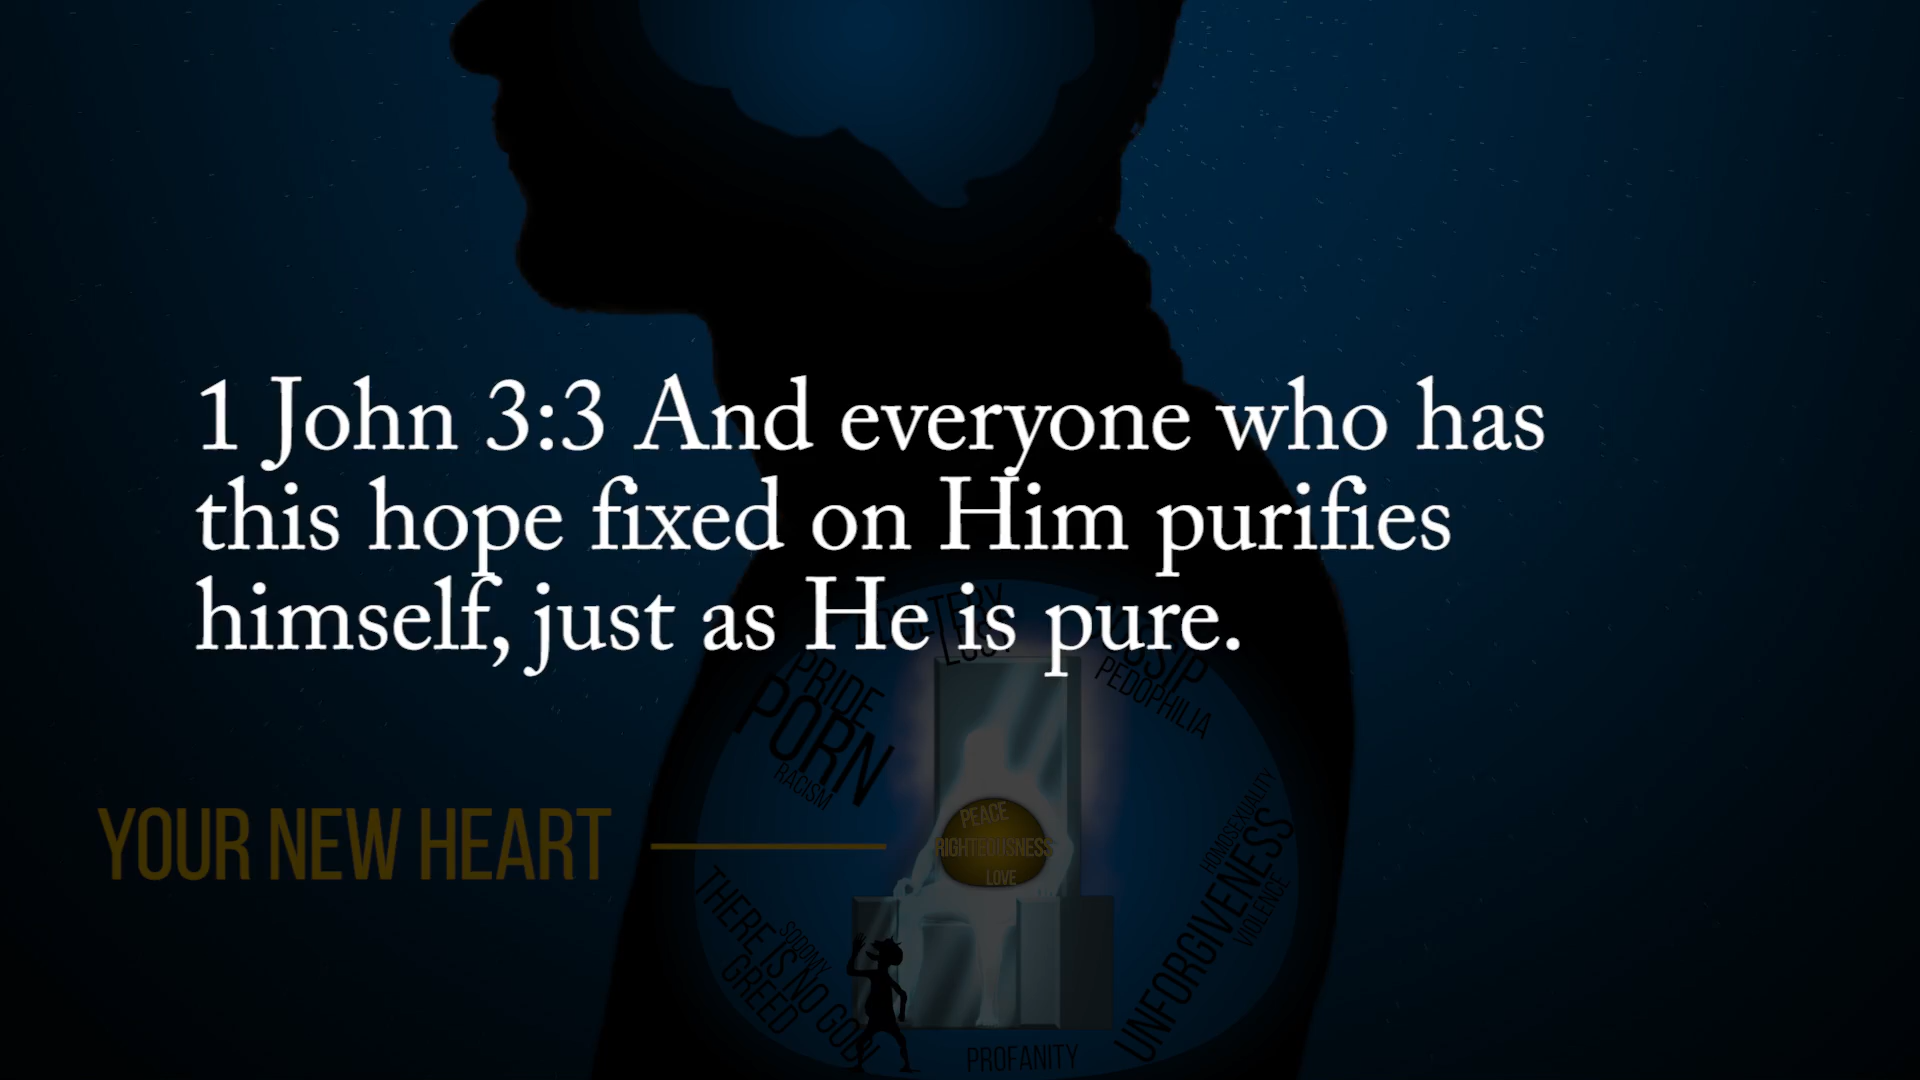 1 John 3:3 And everyone who has
this hope fixed on Him purifies
himself, just as He is pure.
LUST
GOSSIP
PEDOPHILIA
PRIDE
PORN
RACISM
PEACE
RIGHTEOUSNESS
LOVE
YOUR NEW HEART
HOMOSEXUALITY
UNFORGIVENESS
VIOLENCE
THERE IS NO GOD!
SODOMY
GREED
PROFANITY